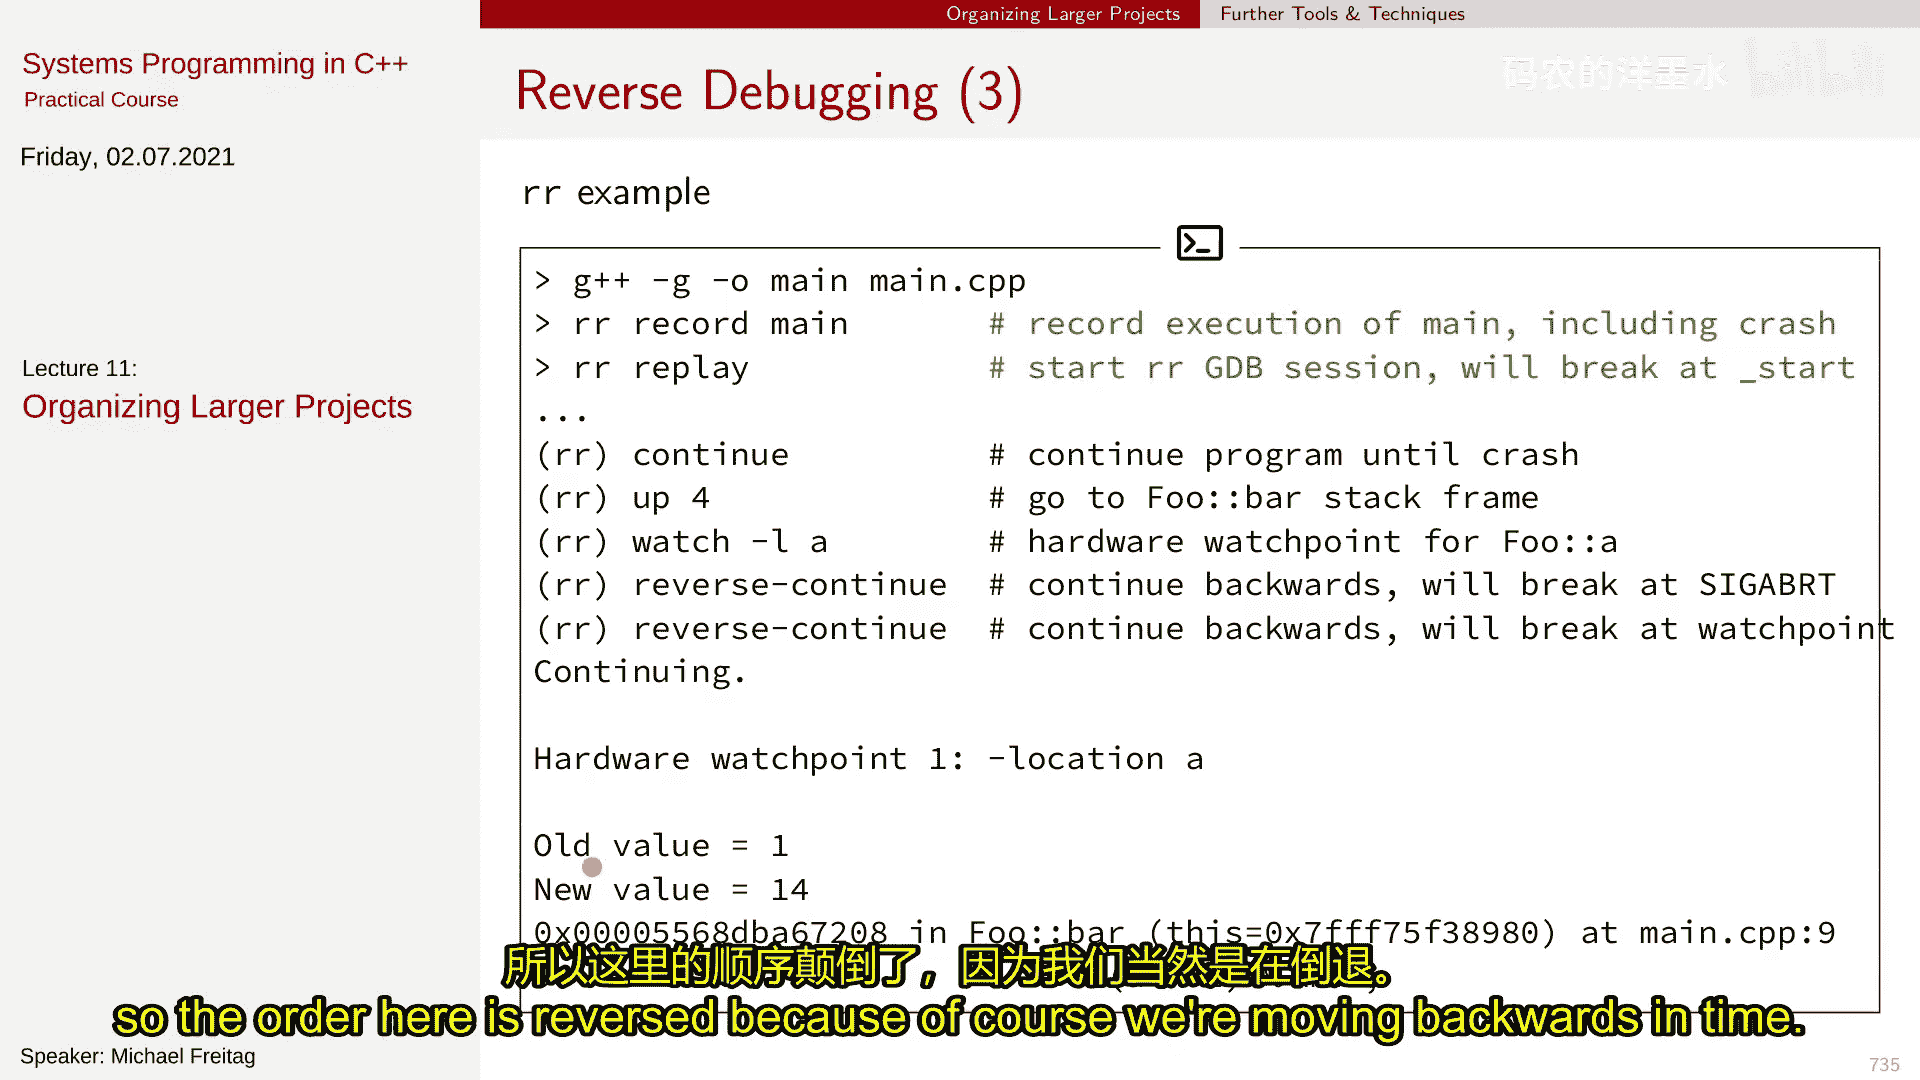 Organizing Larger Projects Further Tools & Techniques
Systems Programming in C++
Practical Course
Friday, 02.07.2021
Lecture 11:
Organizing Larger Projects
码农的洋墨水 bilibili
Reverse Debugging (3)
rr example
> g++ -g -o main main.cpp
> rr record main # record execution of main, including crash
> rr replay # start rr GDB session, will break at _start
...
(rr) continue # continue program until crash
(rr) up 4 # go to Foo::bar stack frame
(rr) watch -l a # hardware watchpoint for Foo::a
(rr) reverse-continue # continue backwards, will break at SIGABRT
(rr) reverse-continue # continue backwards, will break at watchpoint
Continuing.
Hardware watchpoint 1: -location a
Old value = 1
New value = 14
0x00005568dba67208 in Foo::bar (this=0x7fff75f38980) at main.cpp:9
所以这里的顺序颠倒了，因为我们当然是在倒退。
so the order here is reversed because of course we're moving backwards in time.
Speaker: Michael Freitag
735